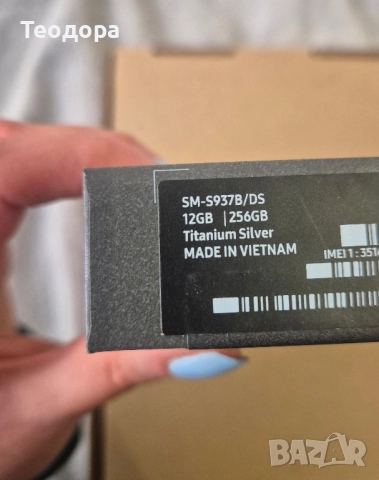 Теодора
SM-S937B/DS
12GB | 256GB
Titanium Silver
MADE IN VIETNAM
IMEI 1 : 351
BAZAR